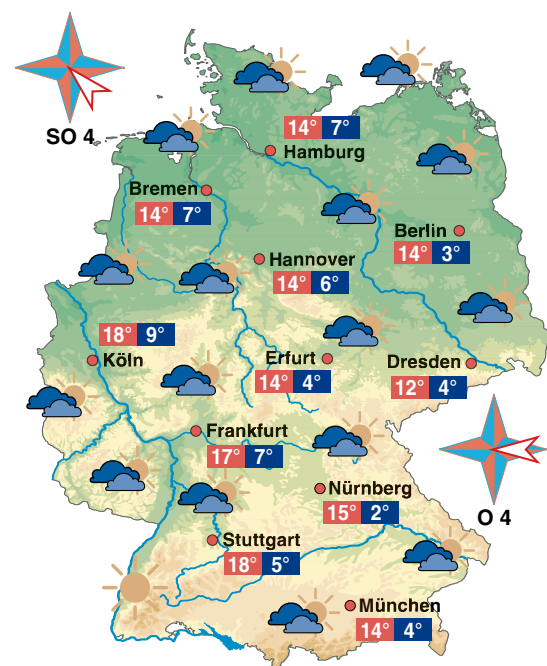 SO 4
14° 7°
Hamburg
Bremen
14° 7°
Berlin
14° 3°
Hannover
14° 6°
18° 9°
Köln
Erfurt
14° 4°
Dresden
12° 4°
Frankfurt
17° 7°
Nürnberg
15° 2°
O 4
Stuttgart
18° 5°
München
14° 4°